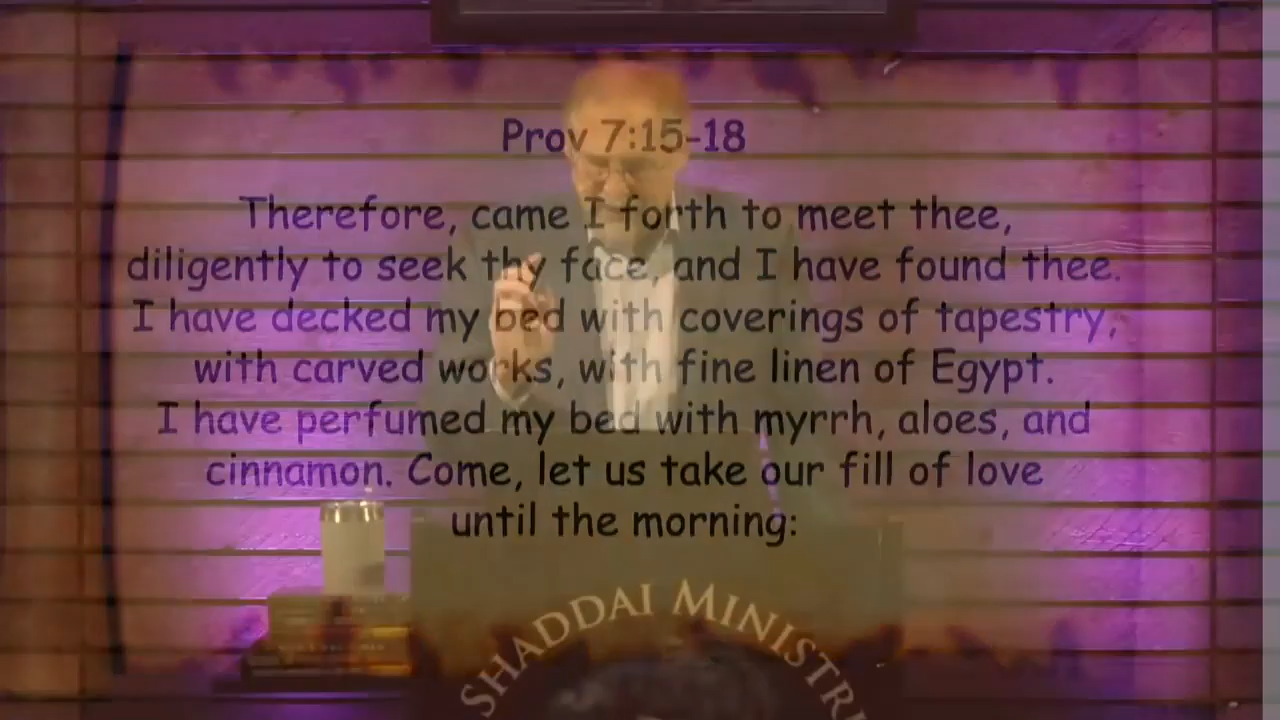 Prov 7:15-18
Therefore, came I forth to meet thee,
diligently to seek thy face, and I have found thee.
I have decked my bed with coverings of tapestry,
with carved works, with fine linen of Egypt.
I have perfumed my bed with myrrh, aloes, and
cinnamon. Come, let us take our fill of love
until the morning:
SHADDAI MINISTRI